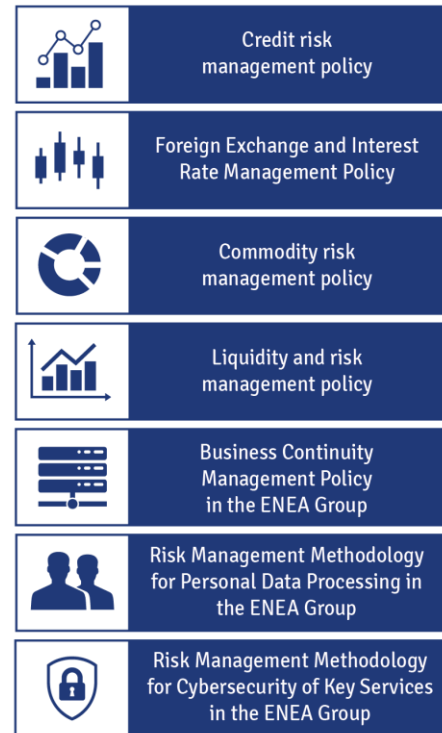 Credit risk
management policy
Foreign Exchange and Interest
Rate Management Policy
Commodity risk
management policy
Liquidity and risk
management policy
Business Continuity
Management Policy
in the ENEA Group
Risk Management Methodology
for Personal Data Processing in
the ENEA Group
Risk Management Methodology
for Cybersecurity of Key Services
in the ENEA Group